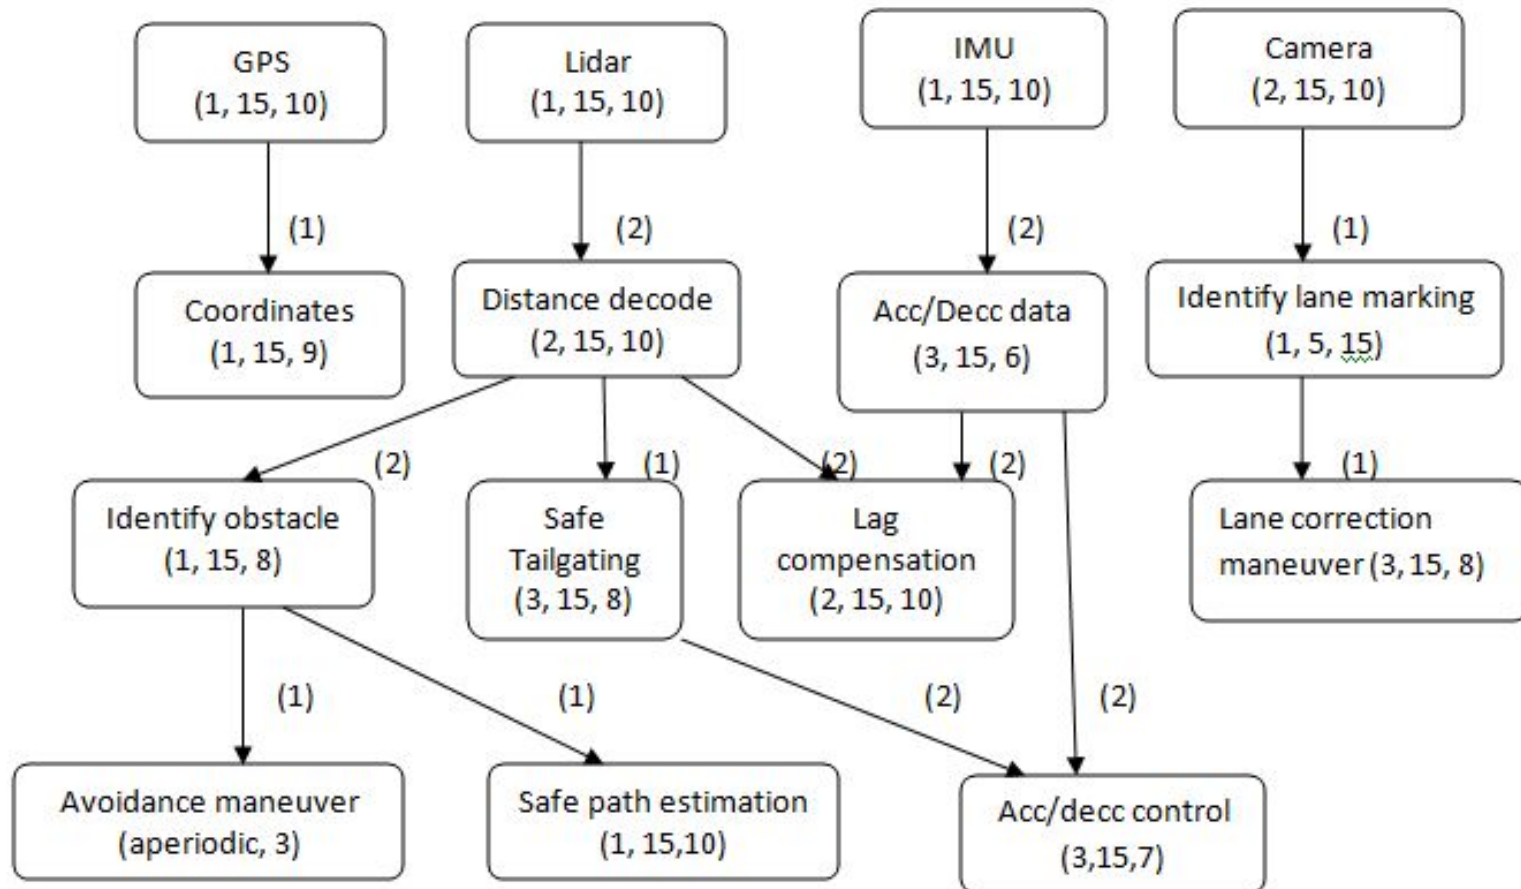 GPS
(1, 15, 10)
Lidar
(1, 15, 10)
IMU
(1, 15, 10)
Camera
(2, 15, 10)
(1)
(2)
(2)
(1)
Coordinates
(1, 15, 9)
Distance decode
(2, 15, 10)
Acc/Decc data
(3, 15, 6)
Identify lane marking
(1, 5, 15)
(2)
(1)
(2)
(2)
(1)
Identify obstacle
(1, 15, 8)
Safe
Tailgating
(3, 15, 8)
Lag
compensation
(2, 15, 10)
Lane correction
maneuver (3, 15, 8)
(1)
(1)
(2)
(2)
Avoidance maneuver
(aperiodic, 3)
Safe path estimation
(1, 15,10)
Acc/decc control
(3,15,7)